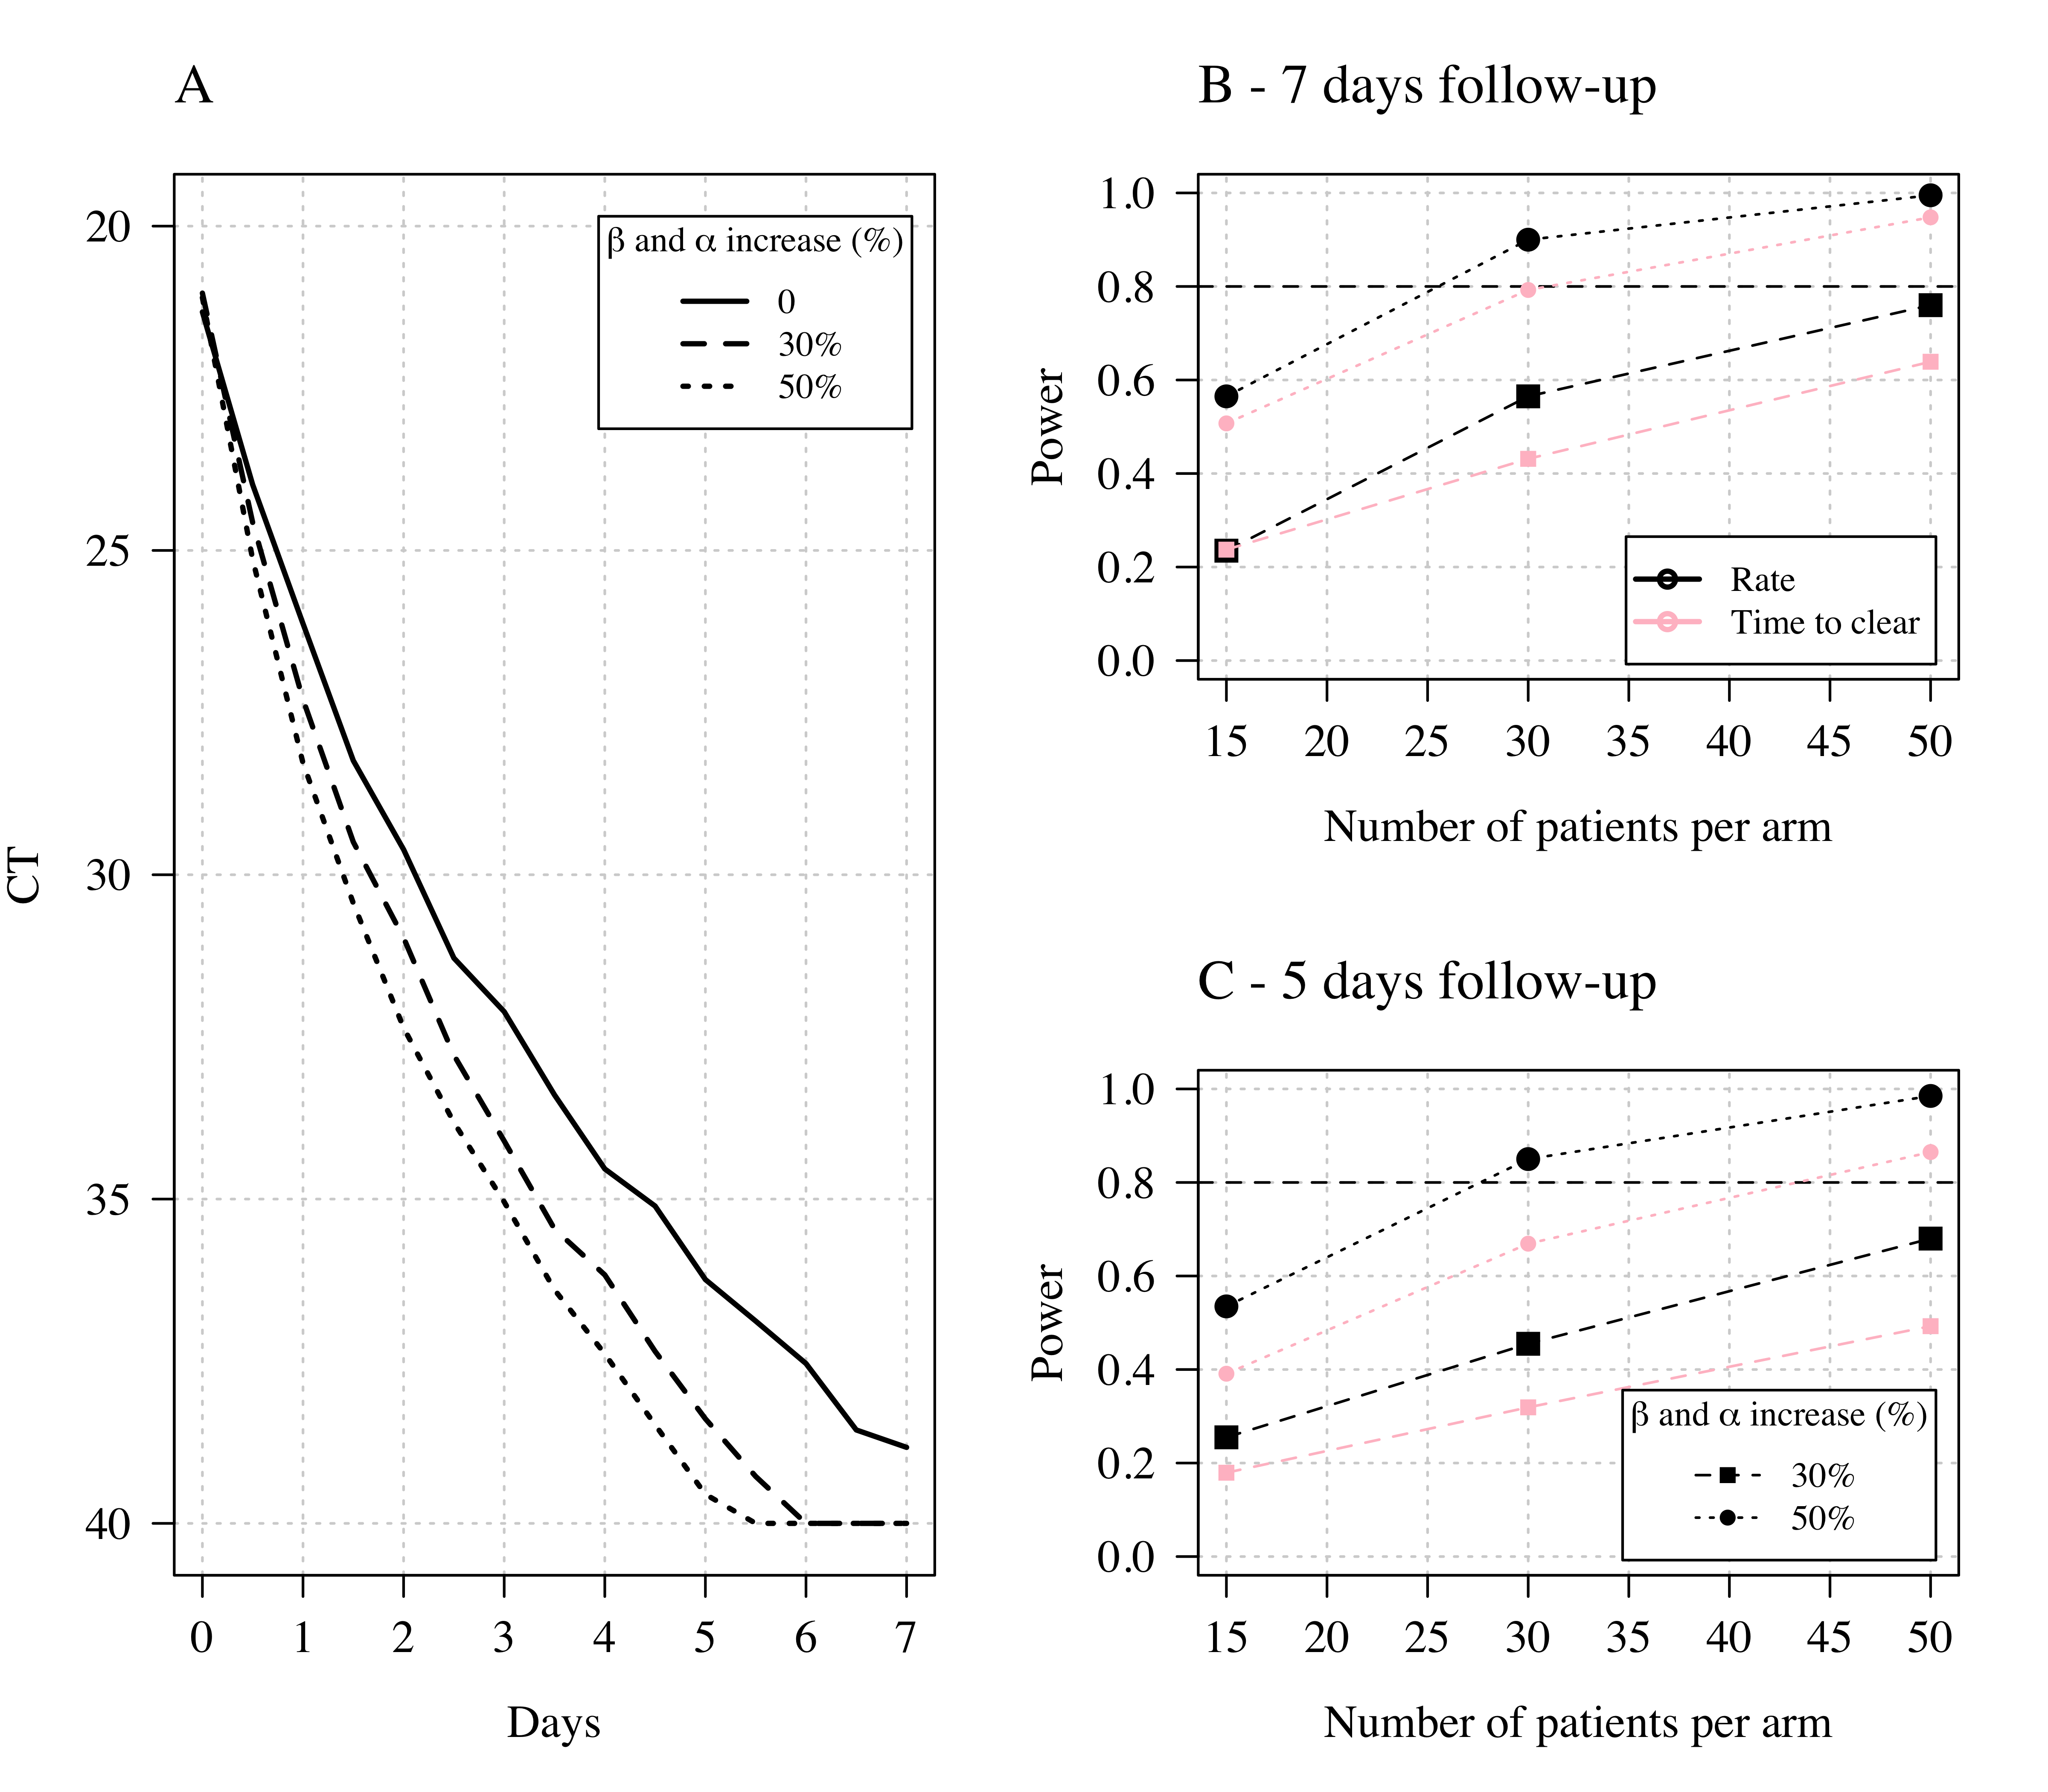 A
CT
20
25
30
35
40
β and α increase (%)
0
30%
50%
0 1 2 3 4 5 6 7
Days
B - 7 days follow-up
Power
1.0
0.8
0.6
0.4
0.2
0.0
Rate
Time to clear
15 20 25 30 35 40 45 50
Number of patients per arm
C - 5 days follow-up
Power
1.0
0.8
0.6
0.4
0.2
0.0
β and α increase (%)
30%
50%
15 20 25 30 35 40 45 50
Number of patients per arm